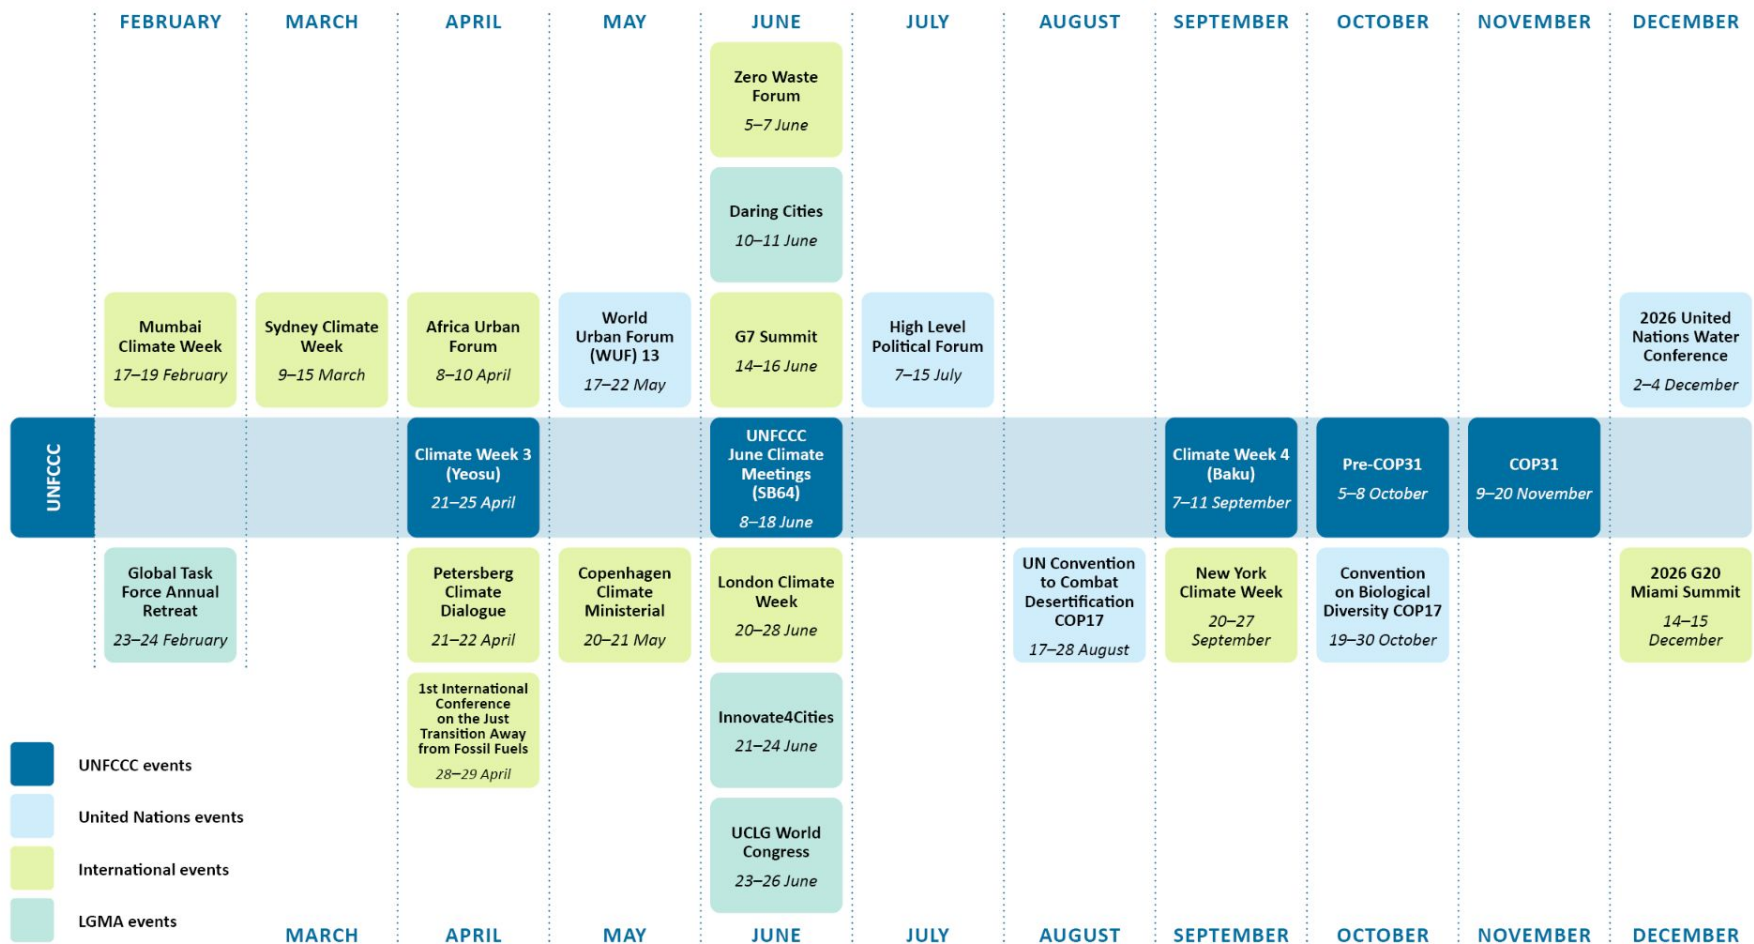 FEBRUARY
MARCH
APRIL
MAY
JUNE
JULY
AUGUST
SEPTEMBER
OCTOBER
NOVEMBER
DECEMBER
Zero Waste
Forum
5–7 June
Daring Cities
10–11 June
Mumbai
Climate Week
17–19 February
Sydney Climate
Week
9–15 March
Africa Urban
Forum
8–10 April
World
Urban Forum
(WUF) 13
17–22 May
G7 Summit
14–16 June
High Level
Political Forum
7–15 July
2026 United
Nations Water
Conference
2–4 December
UNFCCC
Climate Week 3
(Yeosu)
21–25 April
UNFCCC
June Climate
Meetings
(SB64)
8–18 June
Climate Week 4
(Baku)
7–11 September
Pre-COP31
5–8 October
COP31
9–20 November
Global Task
Force Annual
Retreat
23–24 February
Petersberg
Climate
Dialogue
21–22 April
Copenhagen
Climate
Ministerial
20–21 May
London Climate
Week
20–28 June
UN Convention
to Combat
Desertification
COP17
17–28 August
New York
Climate Week
20–27
September
Convention
on Biological
Diversity COP17
19–30 October
2026 G20
Miami Summit
14–15
December
1st International
Conference
on the Just
Transition Away
from Fossil Fuels
28–29 April
Innovate4Cities
21–24 June
UCLG World
Congress
23–26 June
UNFCCC events
United Nations events
International events
LGMA events
MARCH
APRIL
MAY
JUNE
JULY
AUGUST
SEPTEMBER
OCTOBER
NOVEMBER
DECEMBER